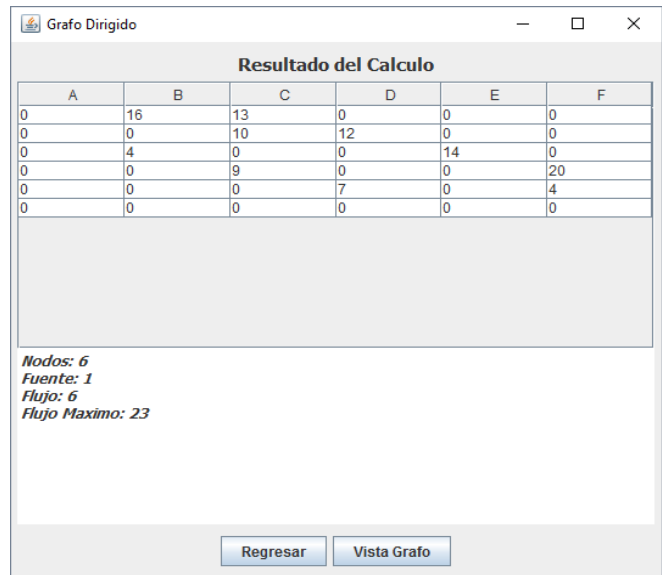 Grafo Dirigido
Resultado del Calculo
A B C D E F
0 16 13 0 0 0
0 0 10 12 0 0
0 4 0 0 14 0
0 0 9 0 0 20
0 0 0 7 0 4
0 0 0 0 0 0
Nodos: 6
Fuente: 1
Flujo: 6
Flujo Maximo: 23
Regresar Vista Grafo